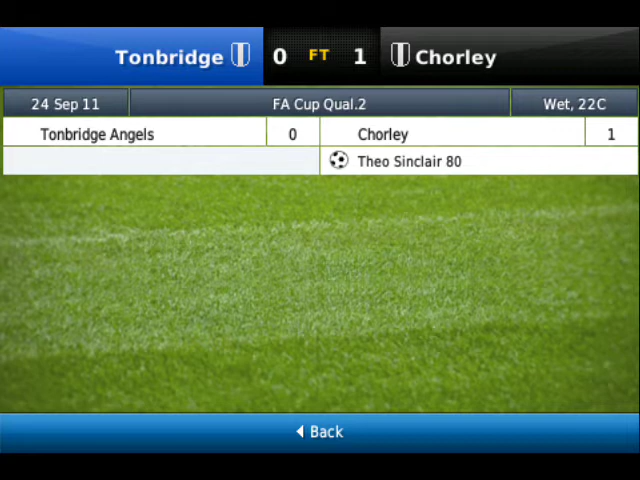 Tonbridge 0 FT 1 Chorley
24 Sep 11 FA Cup Qual.2 Wet, 22C
Tonbridge Angels 0 Chorley 1
Theo Sinclair 80
Back